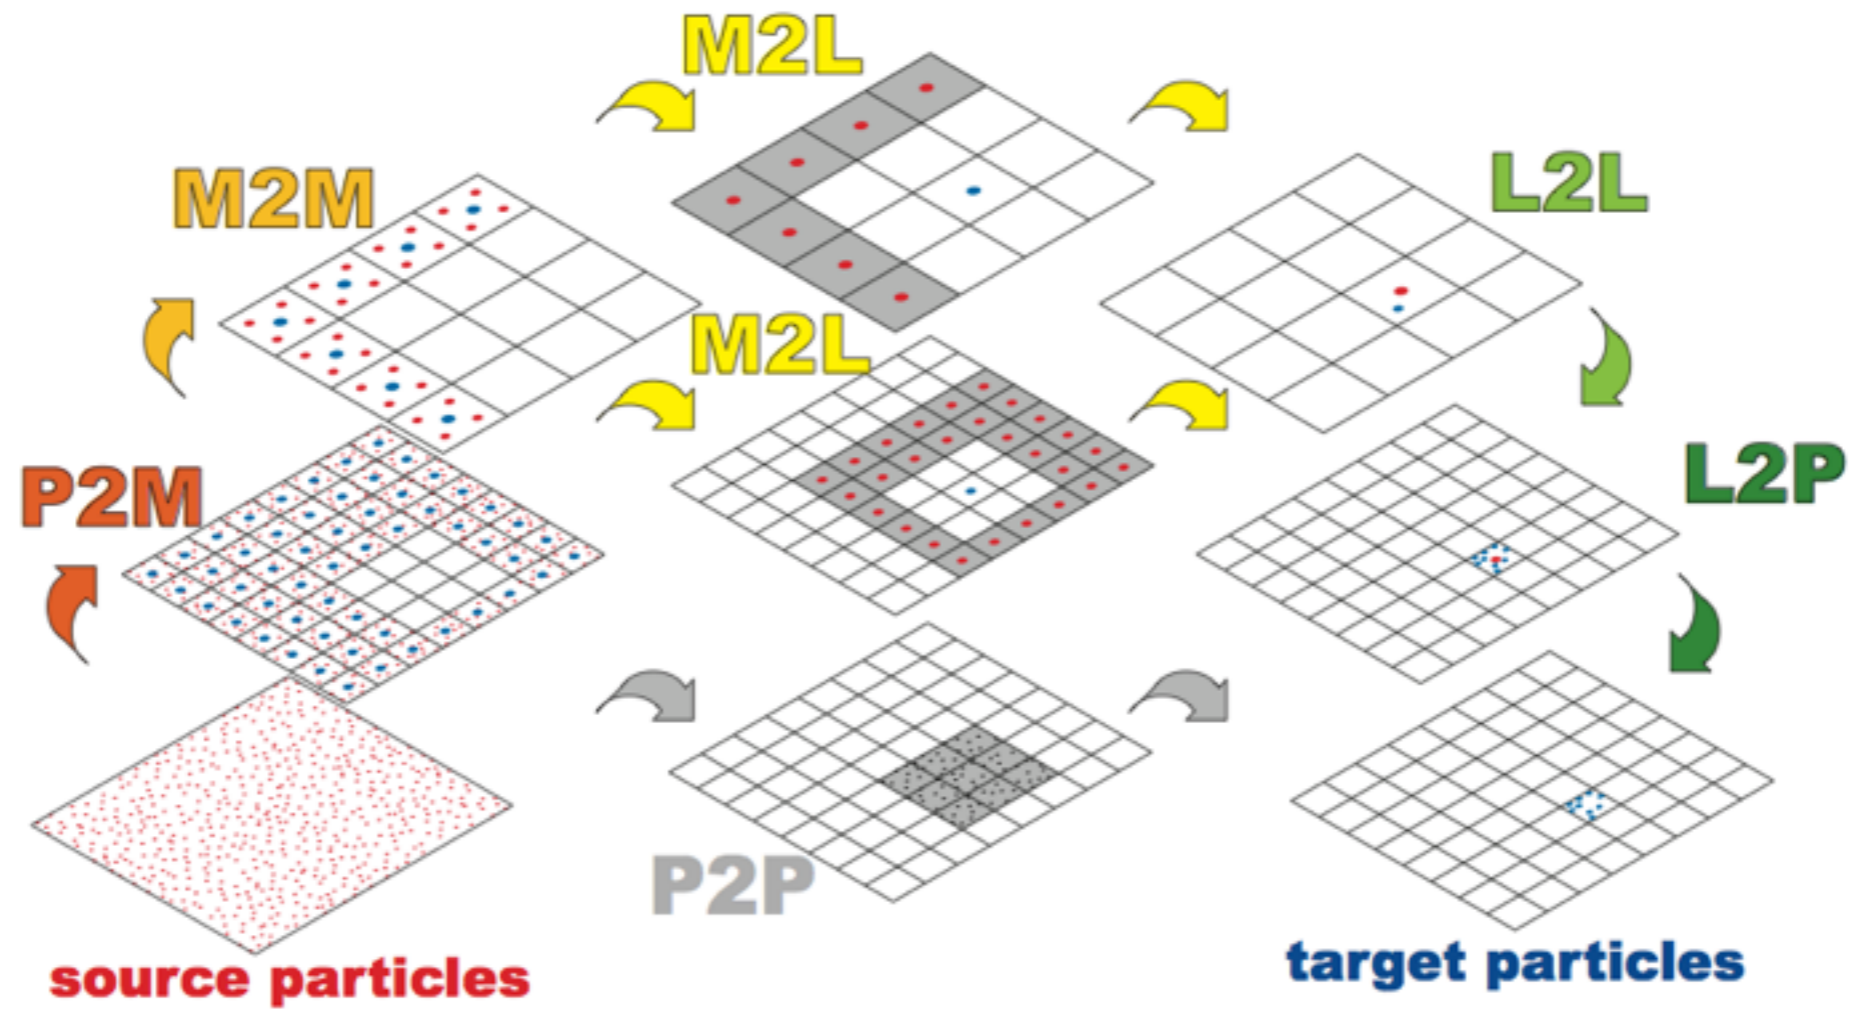 M2L
M2M
L2L
M2L
P2M
L2P
P2P
source particles
target particles